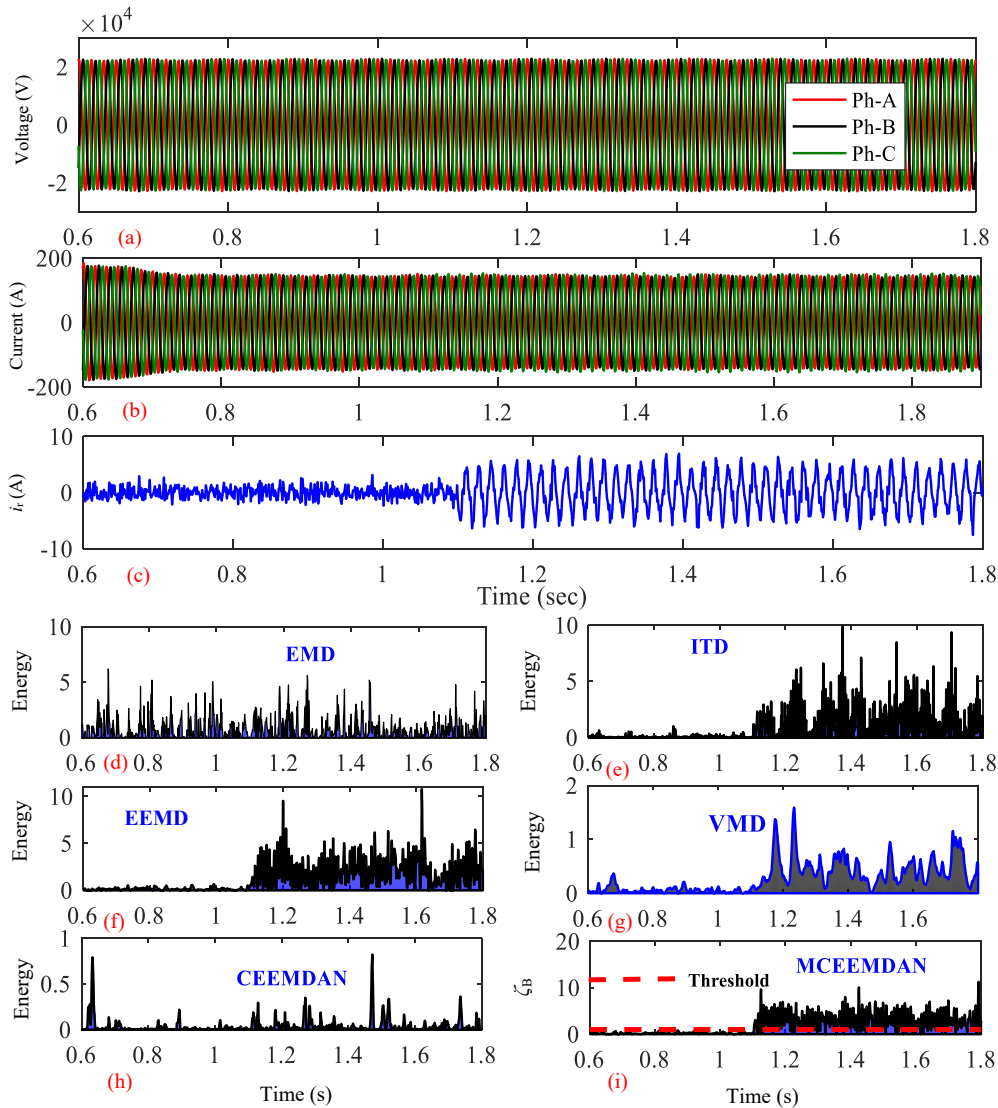 ×10⁴
2
0
-2
Voltage (V)
Ph-A
Ph-B
Ph-C
0.6 0.8 1 1.2 1.4 1.6 1.8
(a)
200
0
-200
Current (A)
0.6 0.8 1 1.2 1.4 1.6 1.8
(b)
10
0
-10
iᵣ (A)
0.6 0.8 1 1.2 1.4 1.6 1.8
(c)
Time (sec)
10
5
0
Energy
EMD
0.6 0.8 1 1.2 1.4 1.6 1.8
(d)
10
5
0
Energy
ITD
0.6 0.8 1 1.2 1.4 1.6 1.8
(e)
10
5
0
Energy
EEMD
0.6 0.8 1 1.2 1.4 1.6 1.8
(f)
2
1
0
Energy
VMD
0.6 0.8 1 1.2 1.4 1.6
(g)
1
0.5
0
Energy
CEEMDAN
0.6 0.8 1 1.2 1.4 1.6 1.8
(h)
Time (s)
20
10
0
ζB
MCEEMDAN
Threshold
0.6 0.8 1 1.2 1.4 1.6 1.8
(i)
Time (s)